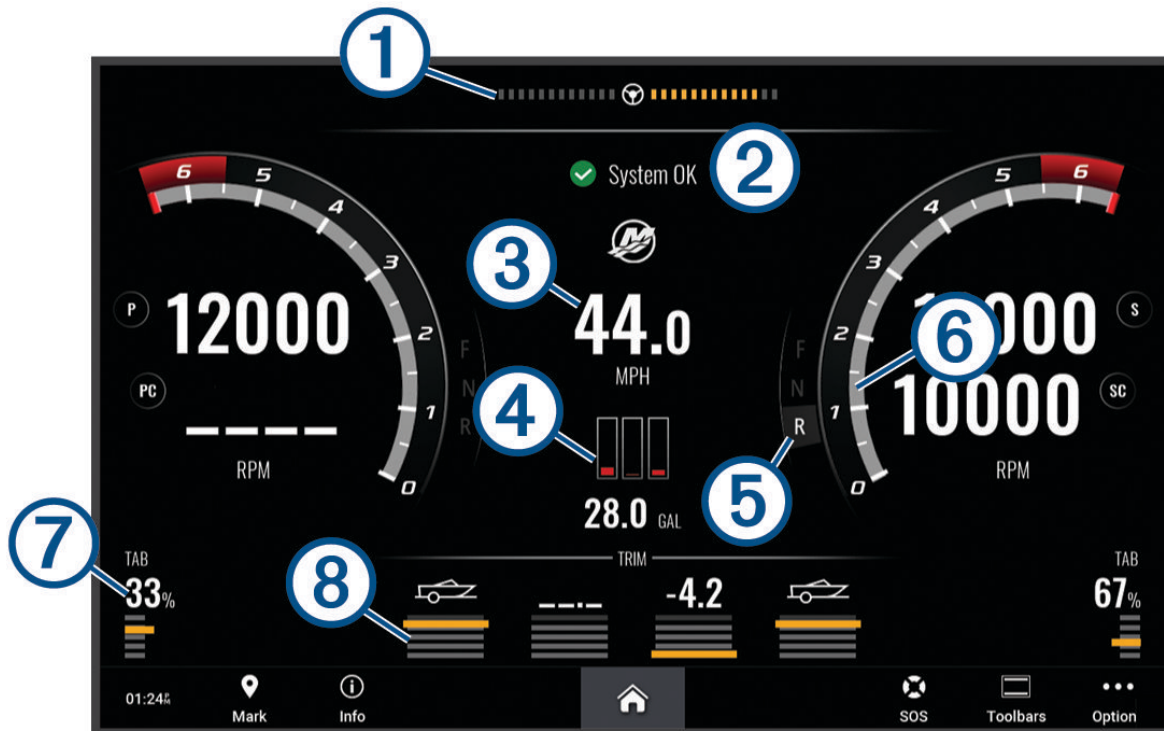 1
2
System OK
6 5 4 3 2 1 0
6 5 4 3 2 1 0
3
44.0
MPH
P
12000
PC
– – – –
RPM
F
N
R
F
N
R
S
6
10000
SC
RPM
4
5
28.0 GAL
7
TAB
33%
8
TRIM
– –.–
-4.2
TAB
67%
01:24 PM
Mark
Info
SOS
Toolbars
Option